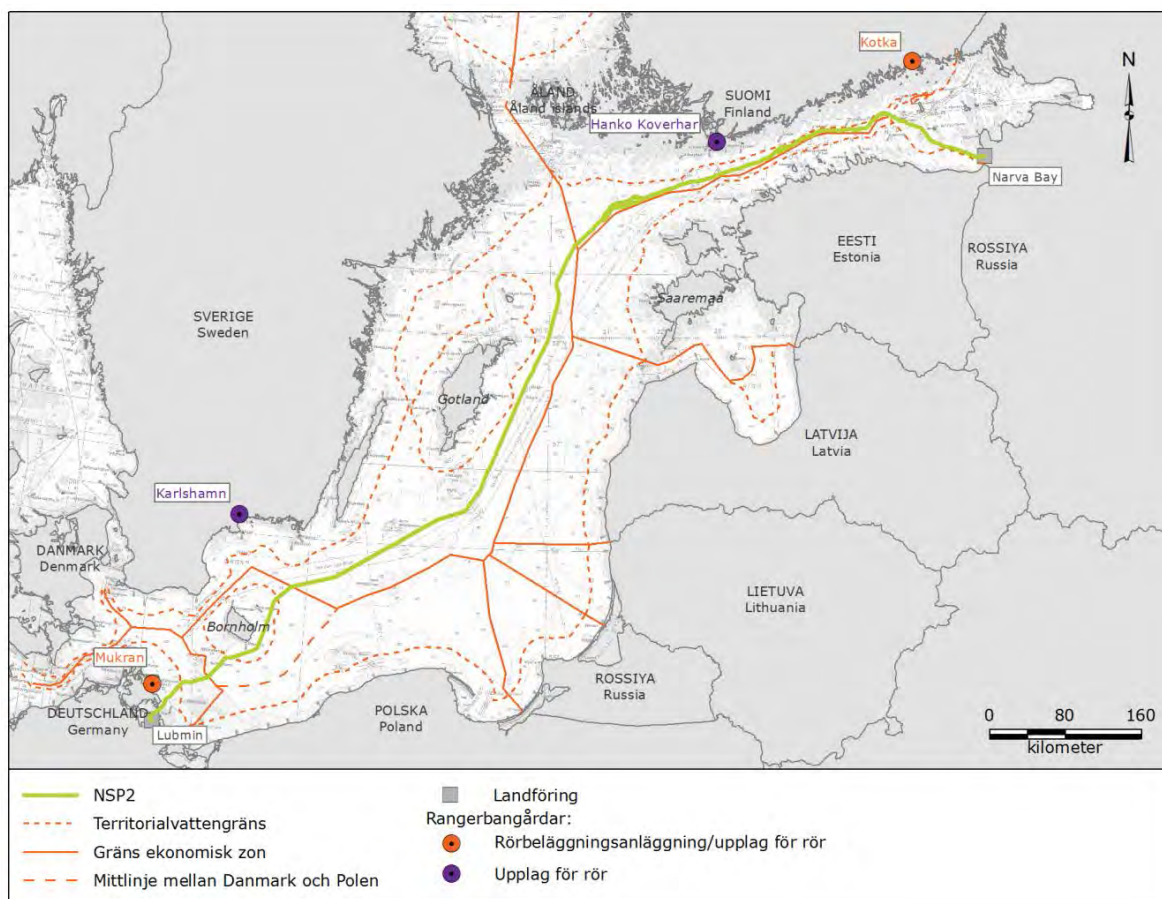 Kotka
N
ÅLAND
Åland islands
SUOMI
Finland
Hanko Koverhar
Narva Bay
EESTI
Estonia
ROSSIYA
Russia
Saaremaa
SVERIGE
Sweden
Gotland
LATVIJA
Latvia
Karlshamn
DANMARK
Denmark
LIETUVA
Lithuania
Bornholm
Mukran
ROSSIYA
Russia
DEUTSCHLAND
Germany
Lubmin
POLSKA
Poland
0 80 160
kilometer
NSP2
Territorialvattengräns
Gräns ekonomisk zon
Mittlinje mellan Danmark och Polen
Landföring
Rangerbangårdar:
Rörbeläggningsanläggning/upplag för rör
Upplag för rör